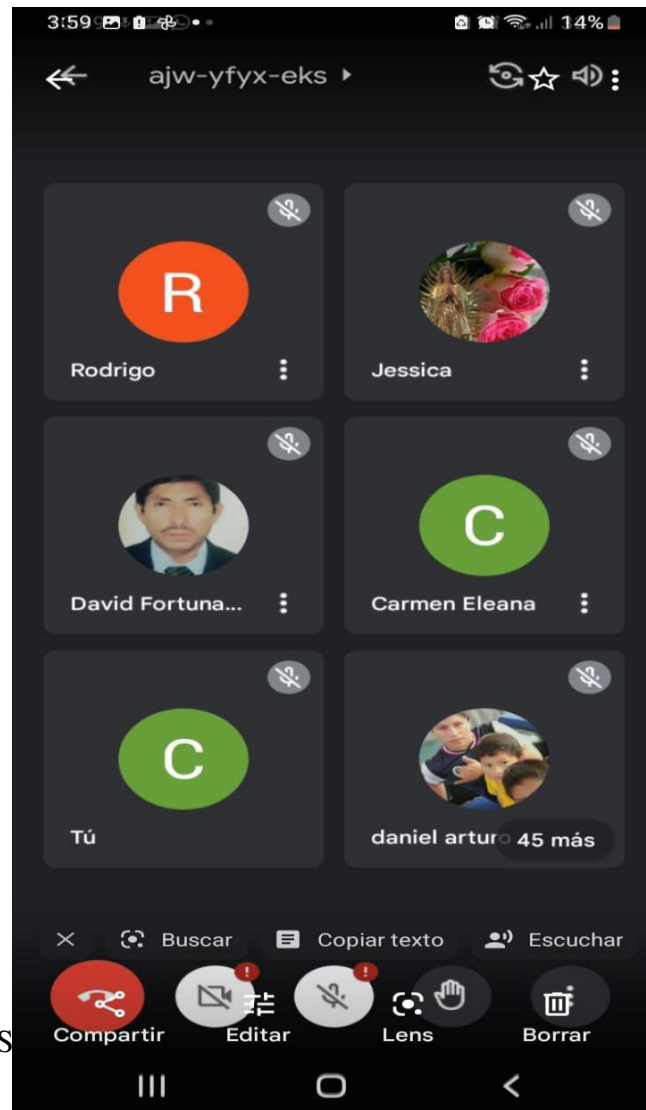 3:59 14%
ajw-yfyx-eks
R
Rodrigo
Jessica
David Fortuna...
C
Carmen Eleana
C
Tú
daniel arturo 45 más
Buscar Copiar texto Escuchar
Compartir Editar Lens Borrar
s